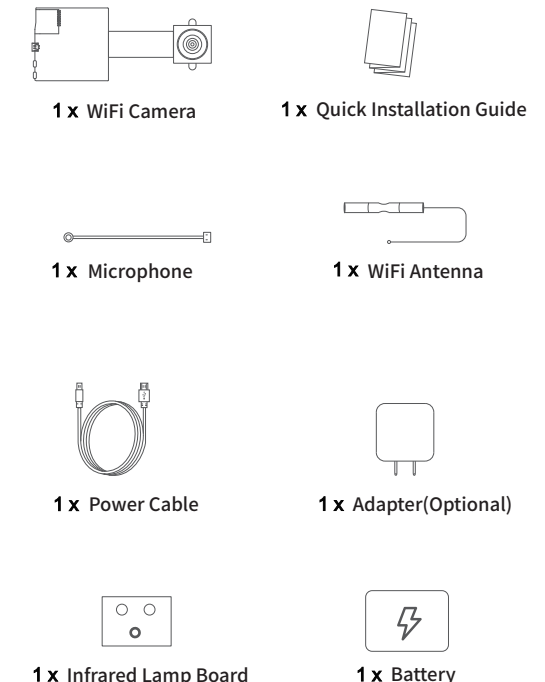 1 x WiFi Camera
1 x Quick Installation Guide
1 x Microphone
1 x WiFi Antenna
1 x Power Cable
1 x Adapter(Optional)
1 x Infrared Lamp Board
1 x Battery